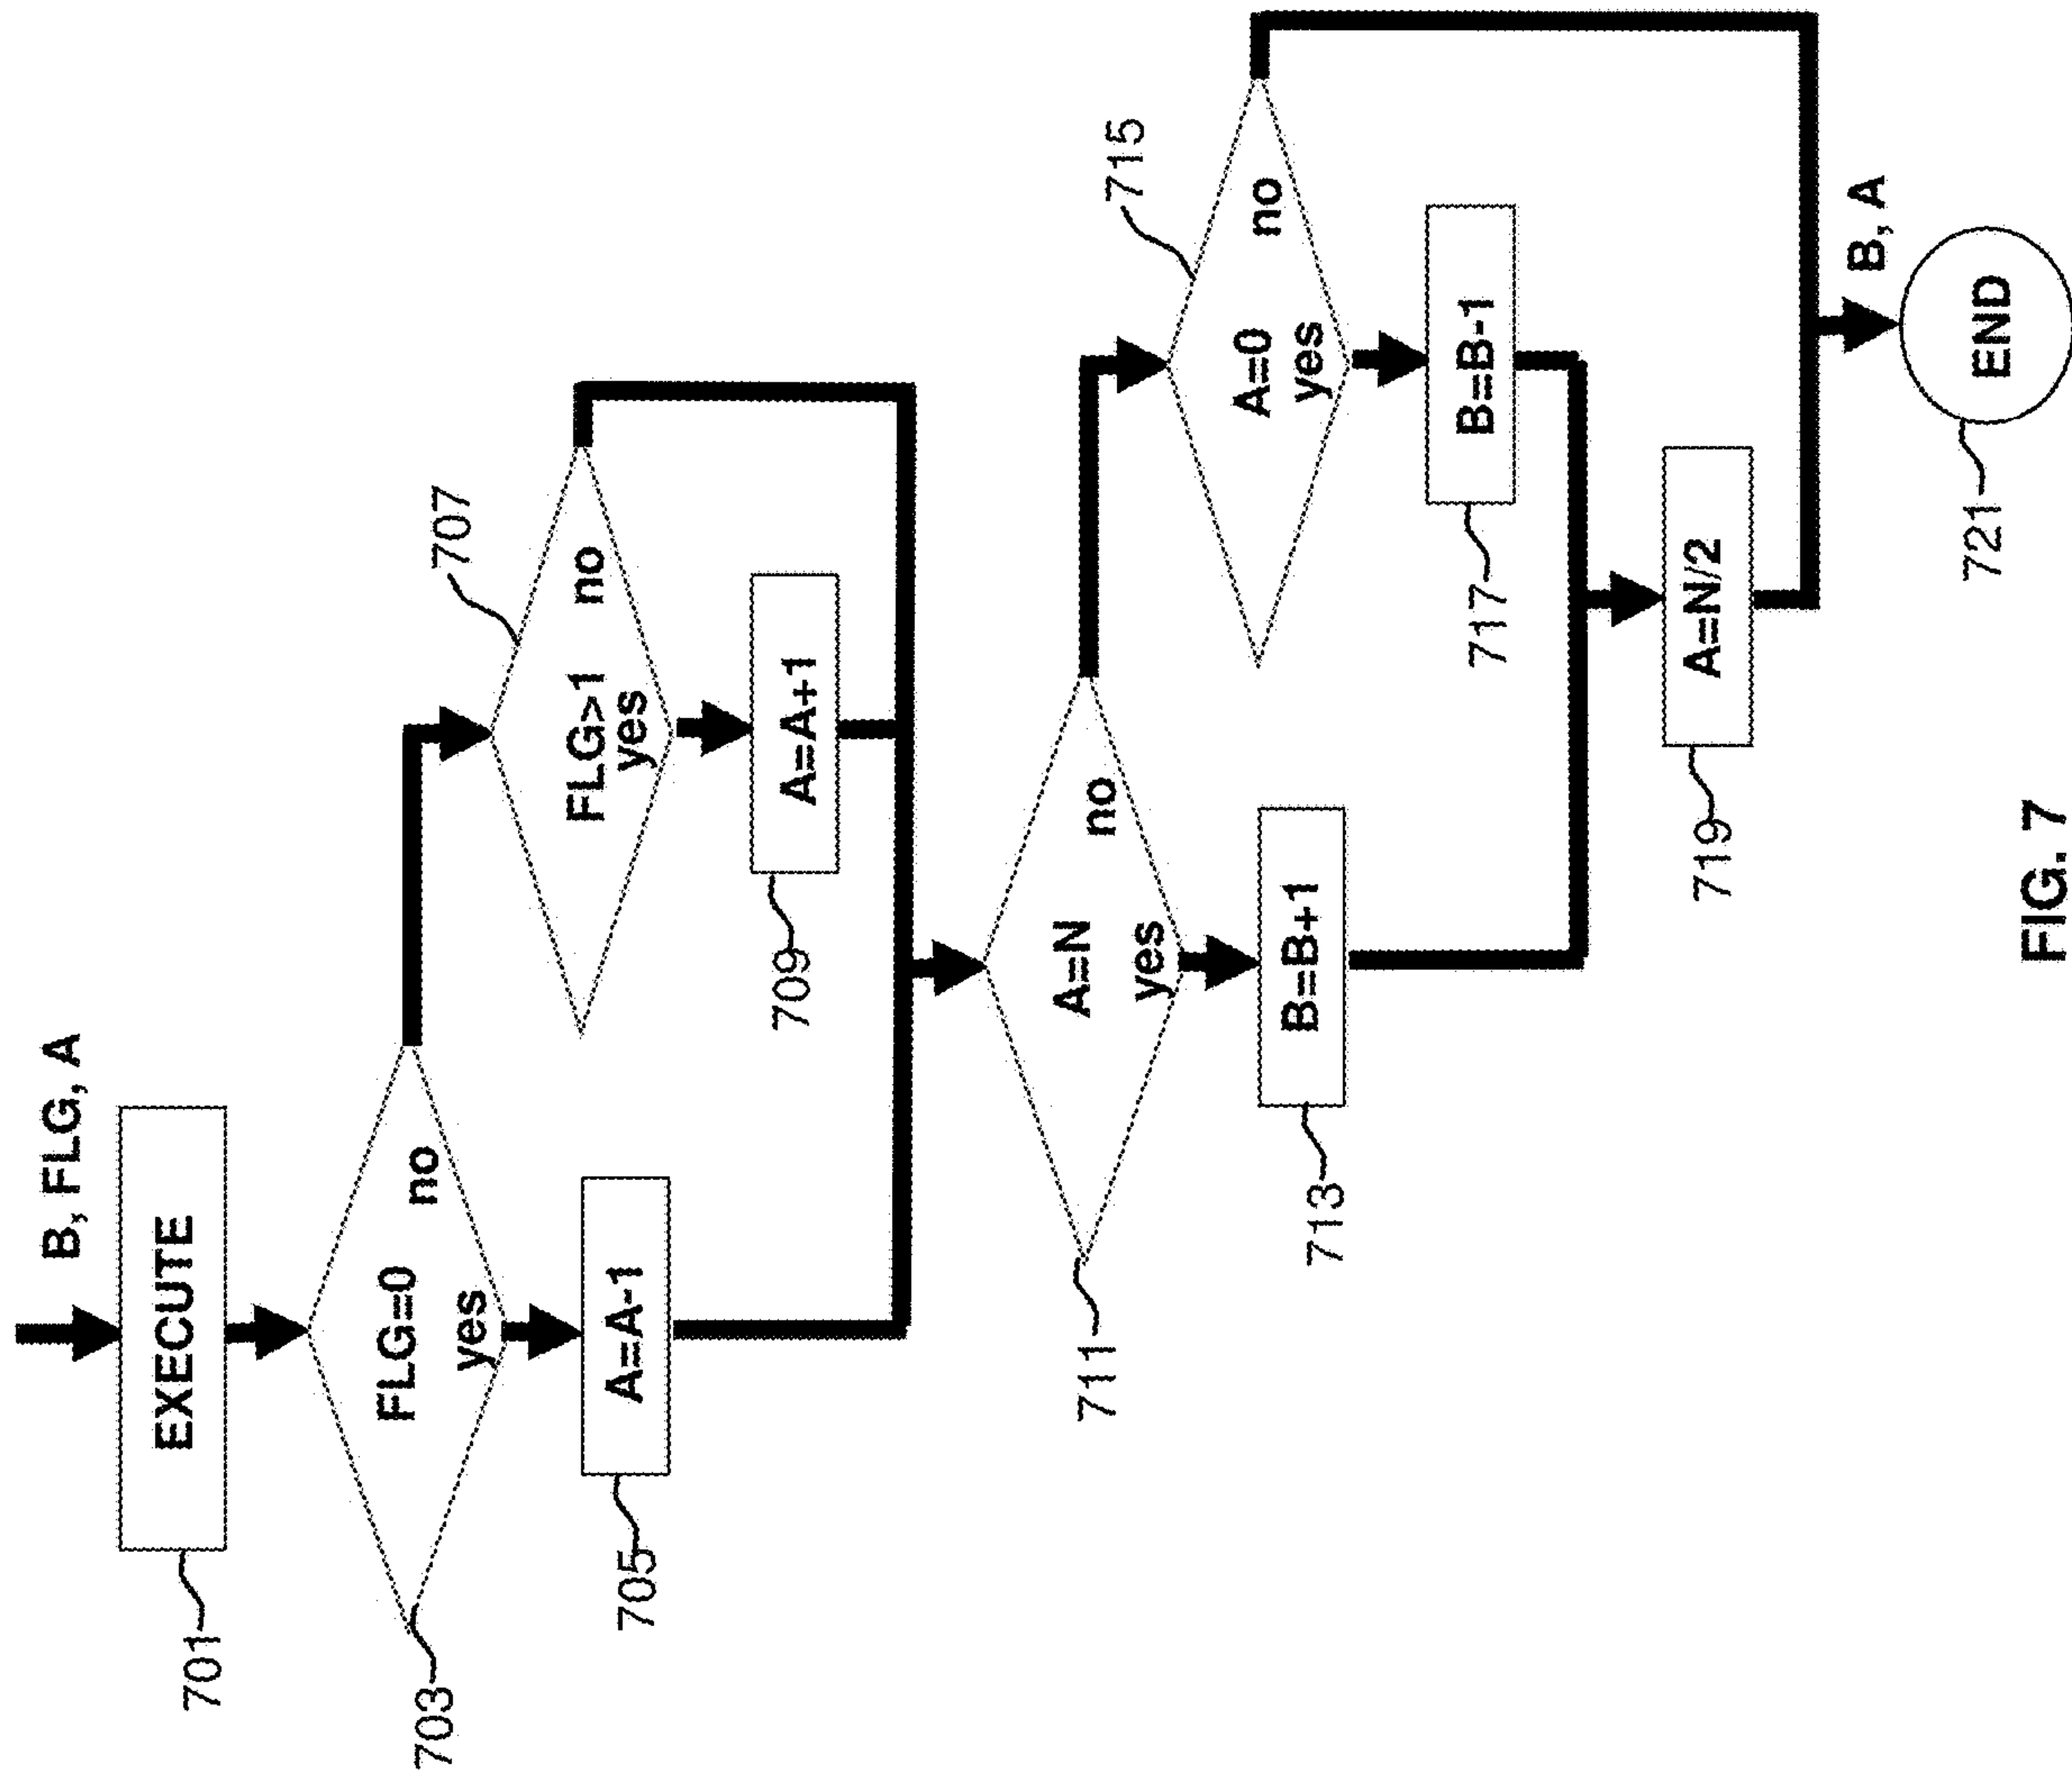 B, FLG, A
EXECUTE
701
FLG=0
no
yes
703
A=A-1
705
707
FLG>1
no
yes
A=A+1
709
A=N
no
yes
711
B=B+1
713
715
A=0
no
yes
B=B-1
717
A=N/2
719
B, A
END
721
FIG. 7